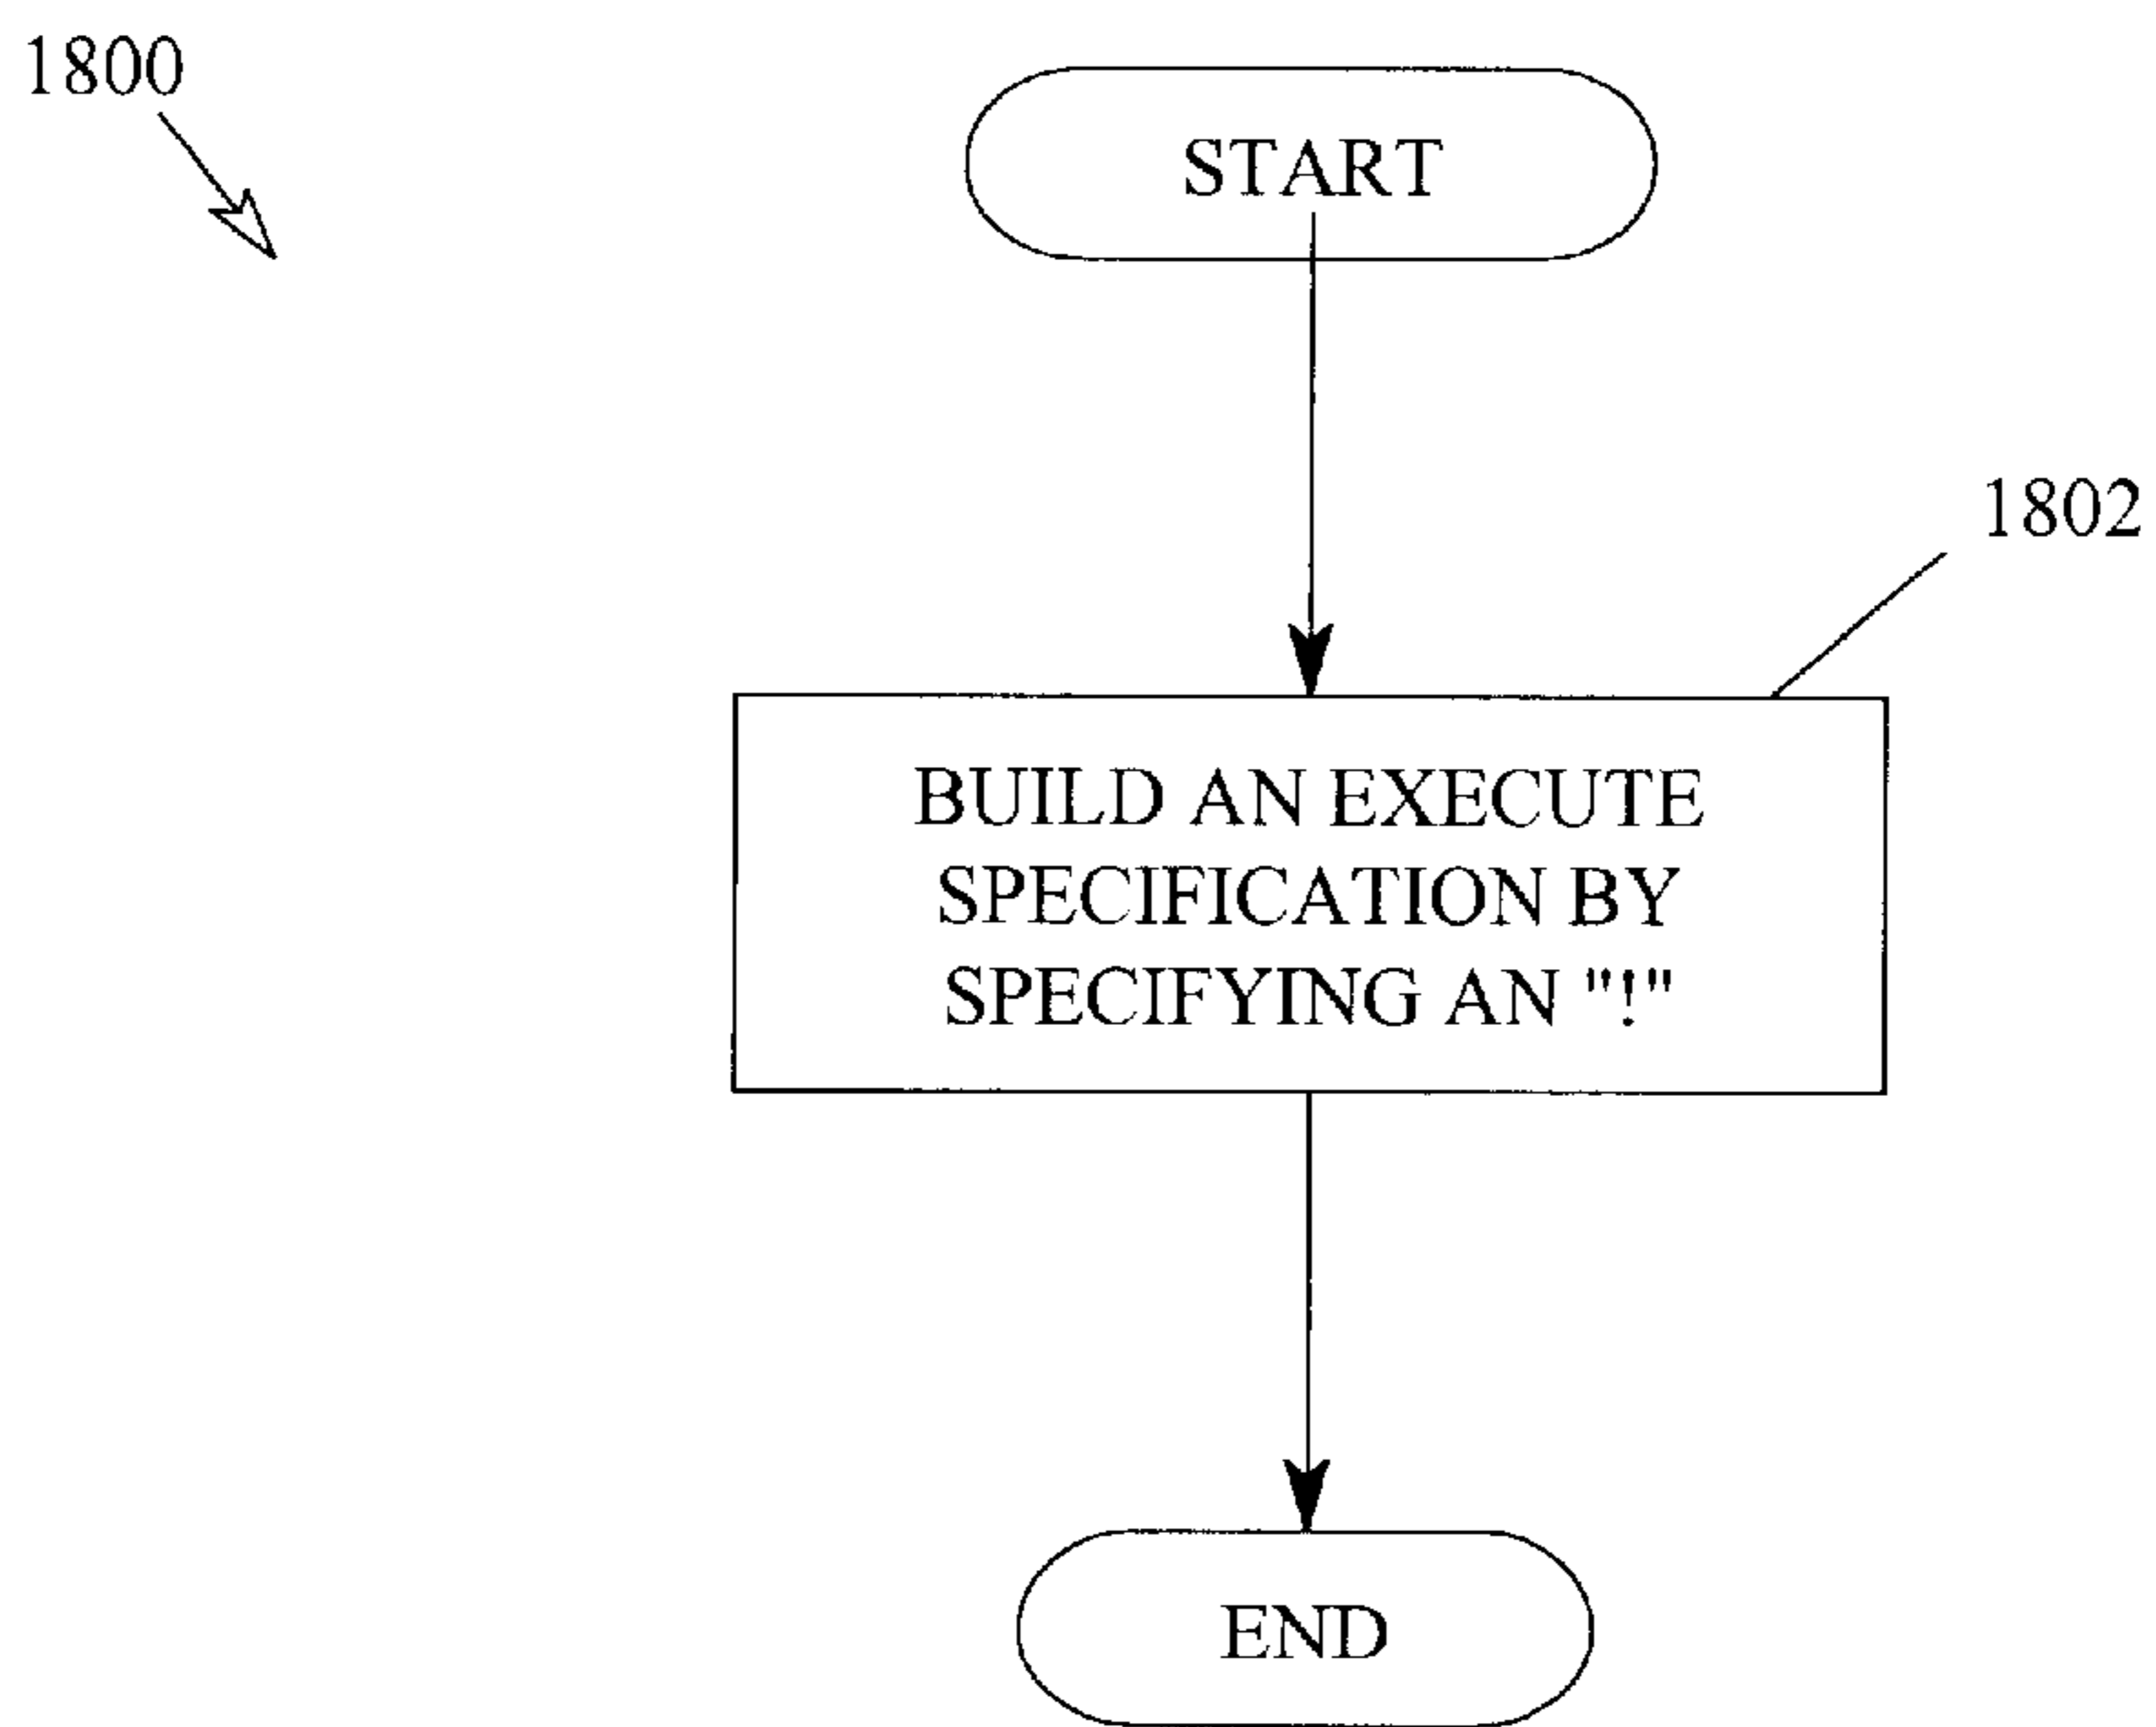 1800
START
1802
BUILD AN EXECUTE
SPECIFICATION BY
SPECIFYING AN "!"
END